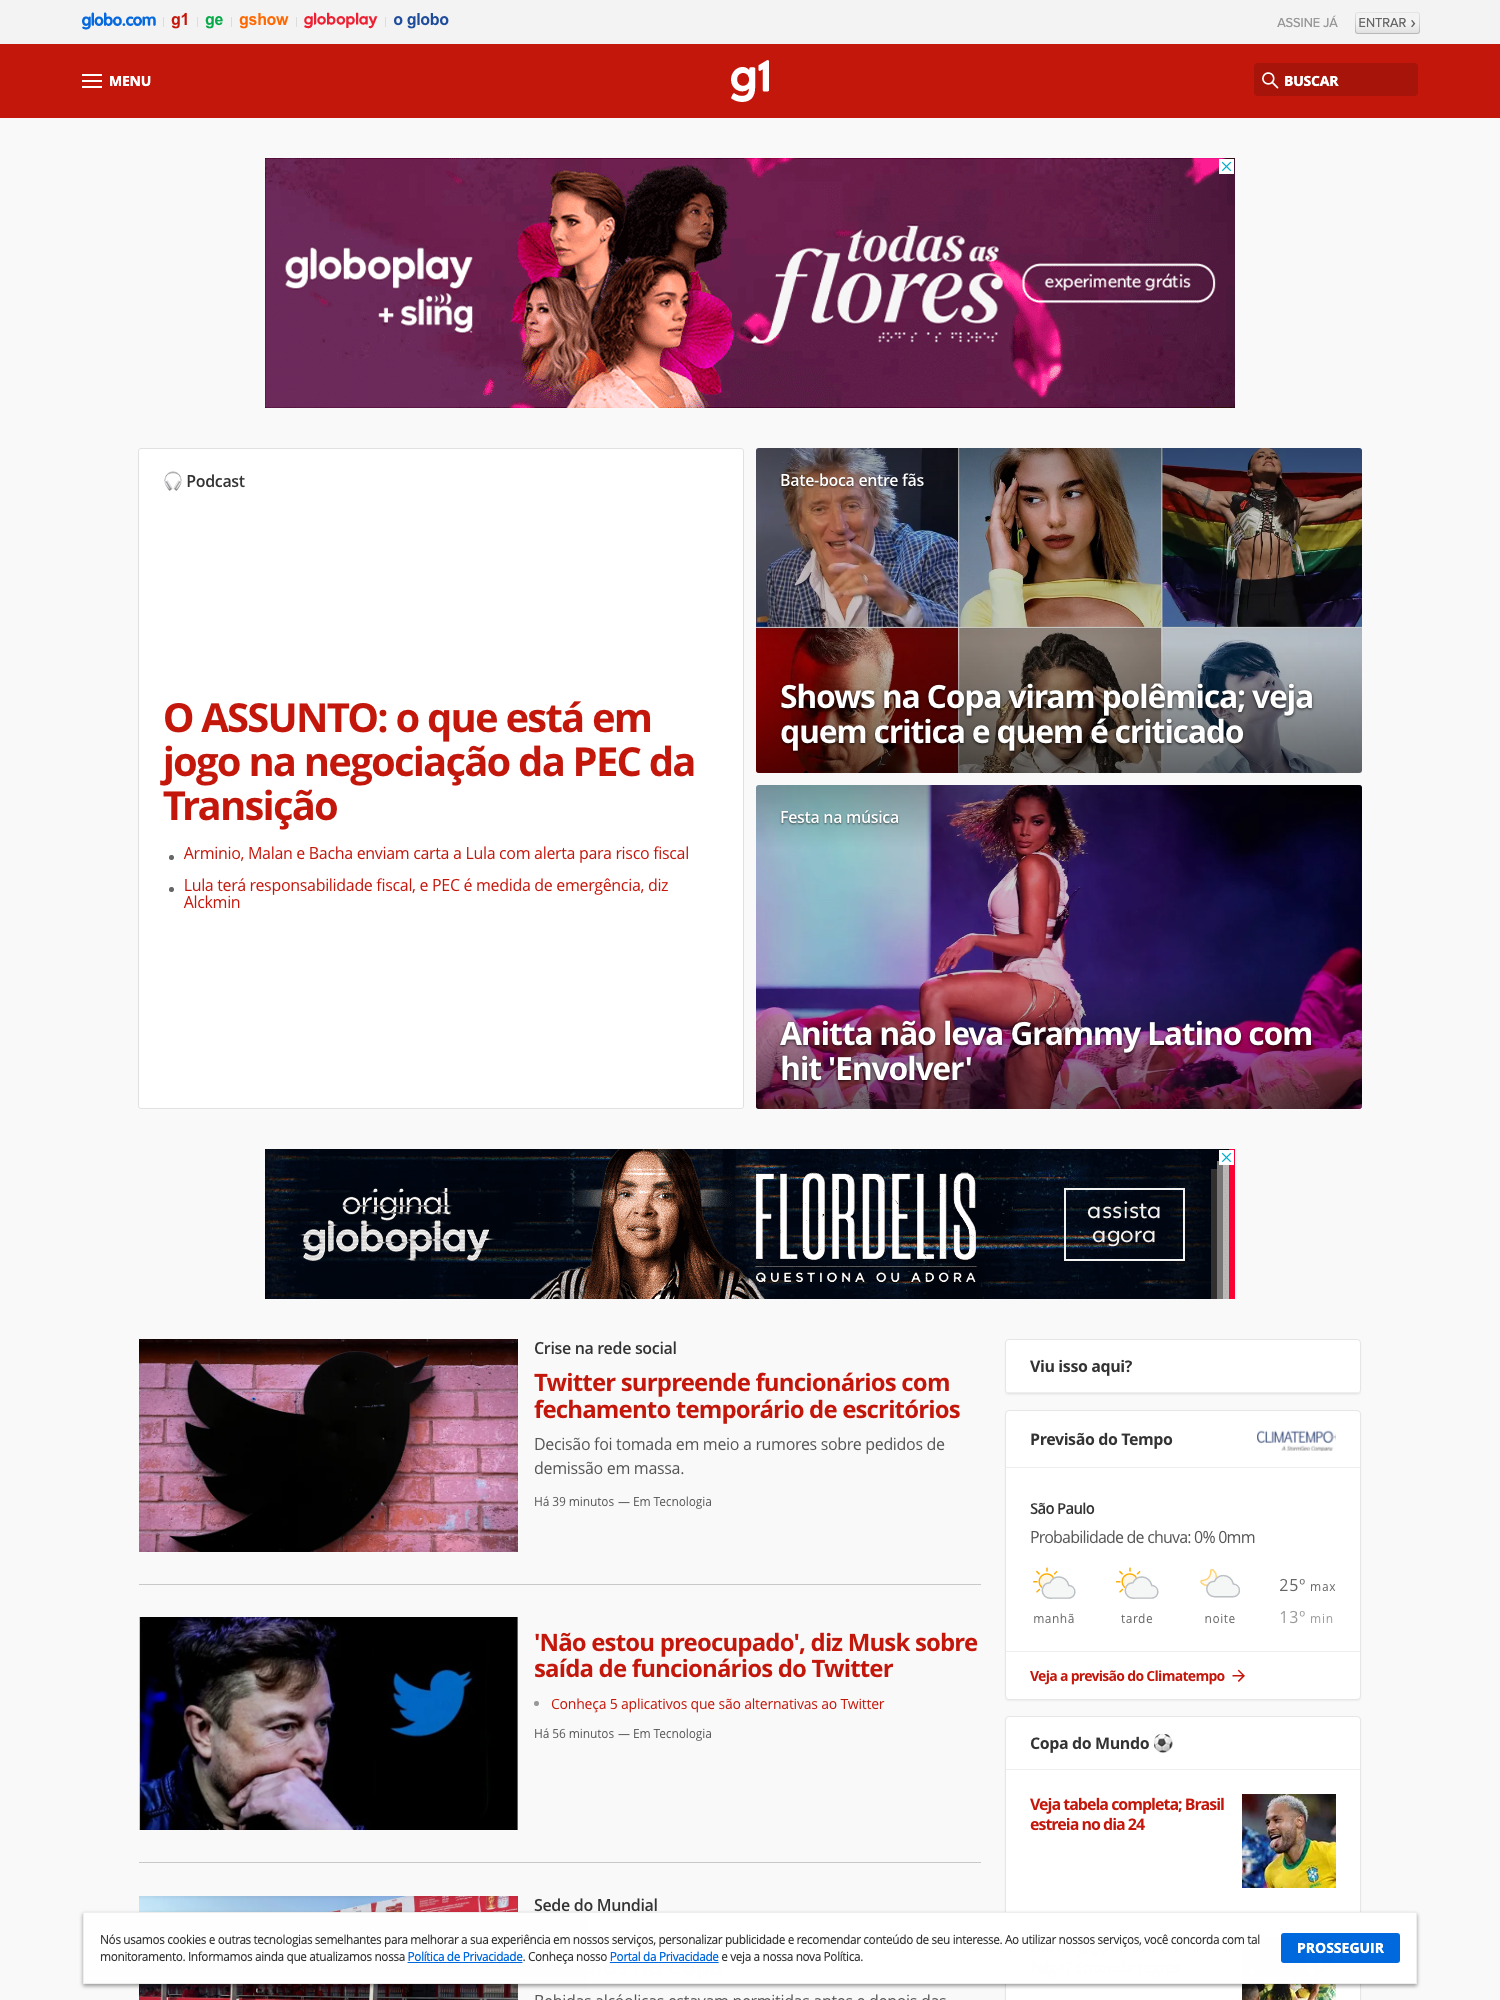 globo.com g1 ge gshow globoplay o globo
ASSINE JÁ ENTRAR ›
MENU
g1
BUSCAR
globoplay
+ sling
todas as
flores
experimente grátis
Podcast
O ASSUNTO: o que está em
jogo na negociação da PEC da
Transição
Arminio, Malan e Bacha enviam carta a Lula com alerta para risco fiscal
Lula terá responsabilidade fiscal, e PEC é medida de emergência, diz
Alckmin
Bate-boca entre fãs
Shows na Copa viram polêmica; veja
quem critica e quem é criticado
Festa na música
Anitta não leva Grammy Latino com
hit 'Envolver'
original
globoplay
FLORDELIS
QUESTIONA OU ADORA
assista
agora
Crise na rede social
Twitter surpreende funcionários com
fechamento temporário de escritórios
Decisão foi tomada em meio a rumores sobre pedidos de
demissão em massa.
Há 39 minutos — Em Tecnologia
'Não estou preocupado', diz Musk sobre
saída de funcionários do Twitter
Conheça 5 aplicativos que são alternativas ao Twitter
Há 56 minutos — Em Tecnologia
Sede do Mundial
Bebidas alcóolicas estavam permitidas antes e depois das
Viu isso aqui?
Previsão do Tempo
CLIMATEMPO
A StormGeo Company
São Paulo
Probabilidade de chuva: 0% 0mm
manhã tarde noite
25º max
13º min
Veja a previsão do Climatempo
Copa do Mundo
Veja tabela completa; Brasil
estreia no dia 24
Nós usamos cookies e outras tecnologias semelhantes para melhorar a sua experiência em nossos serviços, personalizar publicidade e recomendar conteúdo de seu interesse. Ao utilizar nossos serviços, você concorda com tal
monitoramento. Informamos ainda que atualizamos nossa Política de Privacidade. Conheça nosso Portal da Privacidade e veja a nossa nova Política.
PROSSEGUIR